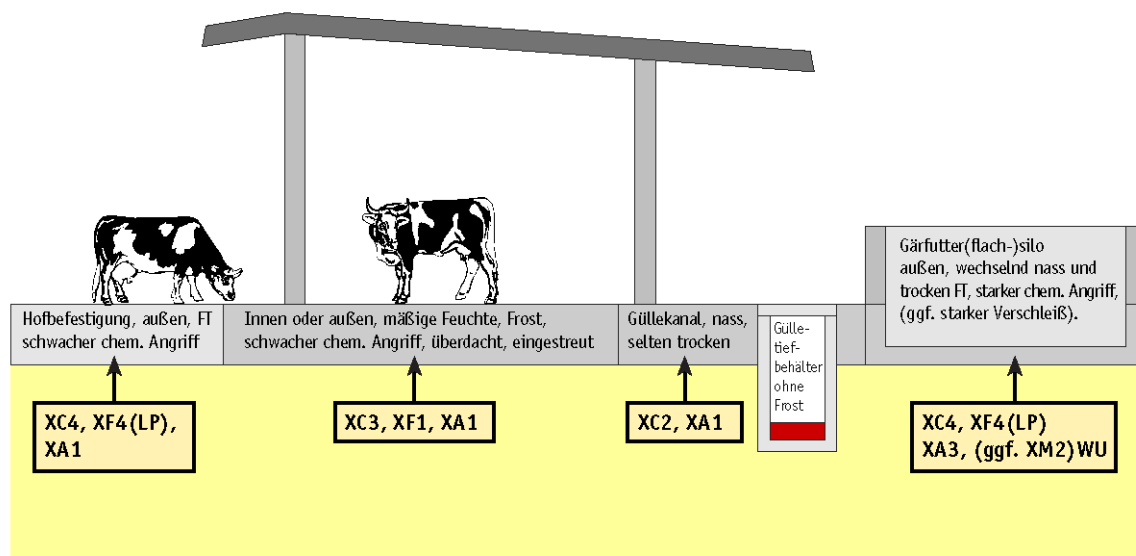 Hofbefestigung, außen, FT
schwacher chem. Angriff
Innen oder außen, mäßige Feuchte, Frost,
schwacher chem. Angriff, überdacht, eingestreut
Güllekanal, nass,
selten trocken
Gül-
le-
tief-
behälter
ohne
Frost
Gärfutter(flach-)silo
außen, wechselnd nass und
trocken FT, starker chem. Angriff,
(ggf. starker Verschleiß).
XC4, XF4(LP),
XA1
XC3, XF1, XA1
XC2, XA1
XC4, XF4(LP)
XA3, (ggf. XM2)WU